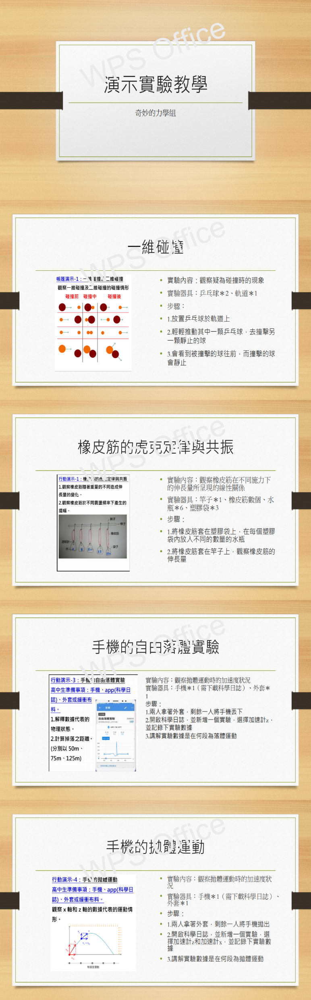 WPS Office
演示實驗教學
奇妙的力學組
WPS Office
一維碰撞
帳篷演示-1：一維碰撞及二維碰撞
觀察一維碰撞及二維碰撞的碰撞情形
碰撞前 碰撞中 碰撞後
• 實驗內容：觀察疑為碰撞時的現象
• 實驗器具：乒乓球＊2、軌道＊1
• 步驟：
• 1.放置乒乓球於軌道上
• 2.輕輕推動其中一顆乒乓球，去撞擊另
一顆靜止的球
• 3.會看到被撞擊的球往前，而撞擊的球
會靜止
WPS Office
橡皮筋的虎克定律與共振
行動演示-1：橡皮筋的虎克定律與共振
1.觀察橡皮筋隨著重量的不同造成伸
長量的變化。
2.觀察橡皮筋於不同震盪頻率下產生的
擺幅。
鉤子
桿子
橡皮筋
迴紋針
水
袋子
• 實驗內容：觀察橡皮筋在不同施力下
的伸長量所呈現的線性關係
• 實驗器具：竿子＊1、橡皮筋數個、水
瓶＊6、塑膠袋＊3
• 步驟：
• 1.將橡皮筋套在塑膠袋上，在每個塑膠
袋內放入不同的數量的水瓶
• 2.將橡皮筋套在竿子上，觀察橡皮筋的
伸長量
WPS Office
手機的自由落體實驗
行動演示-3：手機的自由落體實驗
高中生準備事項：手機、app(科學日
誌)、外套或緩衝布
料。
1.解釋數據代表的
物理狀態。
2.計算掉落之距離。
(分別以 50m、
75m、125m)
查看
自由落體實驗
3秒
實驗內容：觀察拋體運動時的加速度狀況
實驗器具：手機＊1（需下載科學日誌）、外套＊
1
步驟：
1.兩人拿著外套，剩餘一人將手機丟下
2.開啟科學日誌，並新增一個實驗，選擇加速計z，
並記錄下實驗數據
3.講解實驗數據是在何段為落體運動
WPS Office
手機的拋體運動
行動演示-4：手機的拋體運動
高中生準備事項：手機、app(科學日
誌)、外套或緩衝布料。
觀察 x 軸和 z 軸的數據代表的運動情
形。
等速度運動
• 實驗內容：觀察拋體運動時的加速度狀
況
• 實驗器具：手機＊1（需下載科學日誌）、
外套＊1
• 步驟：
• 1.兩人拿著外套，剩餘一人將手機拋出
• 2.開啟科學日誌，並新增一個實驗，選
擇加速計z和加速計x，並記錄下實驗數
據
• 3.講解實驗數據是在何段為拋體運動